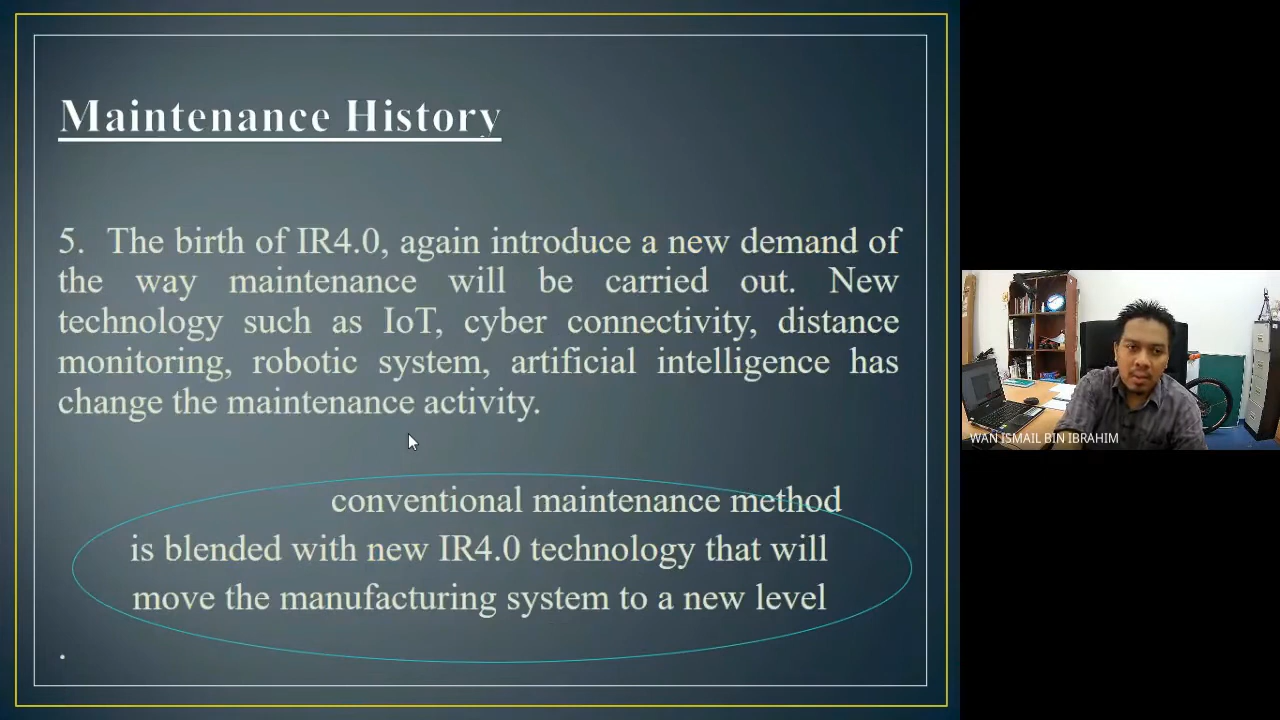 Maintenance History
5. The birth of IR4.0, again introduce a new demand of
the way maintenance will be carried out. New
technology such as IoT, cyber connectivity, distance
monitoring, robotic system, artificial intelligence has
change the maintenance activity.
conventional maintenance method
is blended with new IR4.0 technology that will
move the manufacturing system to a new level
.
WAN ISMAIL BIN IBRAHIM